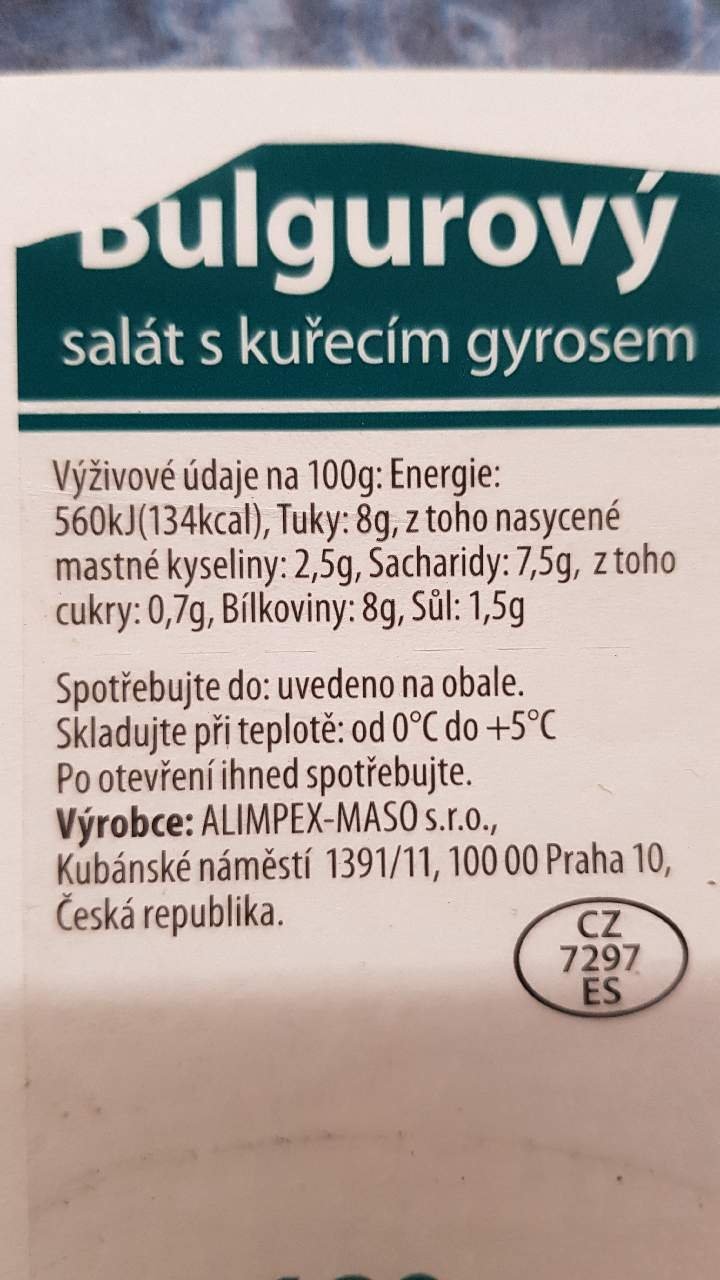 Bulgurový
salát s kuřecím gyrosem
Výživové údaje na 100g: Energie:
560kJ(134kcal), Tuky: 8g, z toho nasycené
mastné kyseliny: 2,5g, Sacharidy: 7,5g, z toho
cukry: 0,7g, Bílkoviny: 8g, Sůl: 1,5g
Spotřebujte do: uvedeno na obale.
Skladujte při teplotě: od 0°C do +5°C
Po otevření ihned spotřebujte.
Výrobce: ALIMPEX-MASO s.r.o.,
Kubánské náměstí 1391/11, 100 00 Praha 10,
Česká republika.
CZ
7297
ES